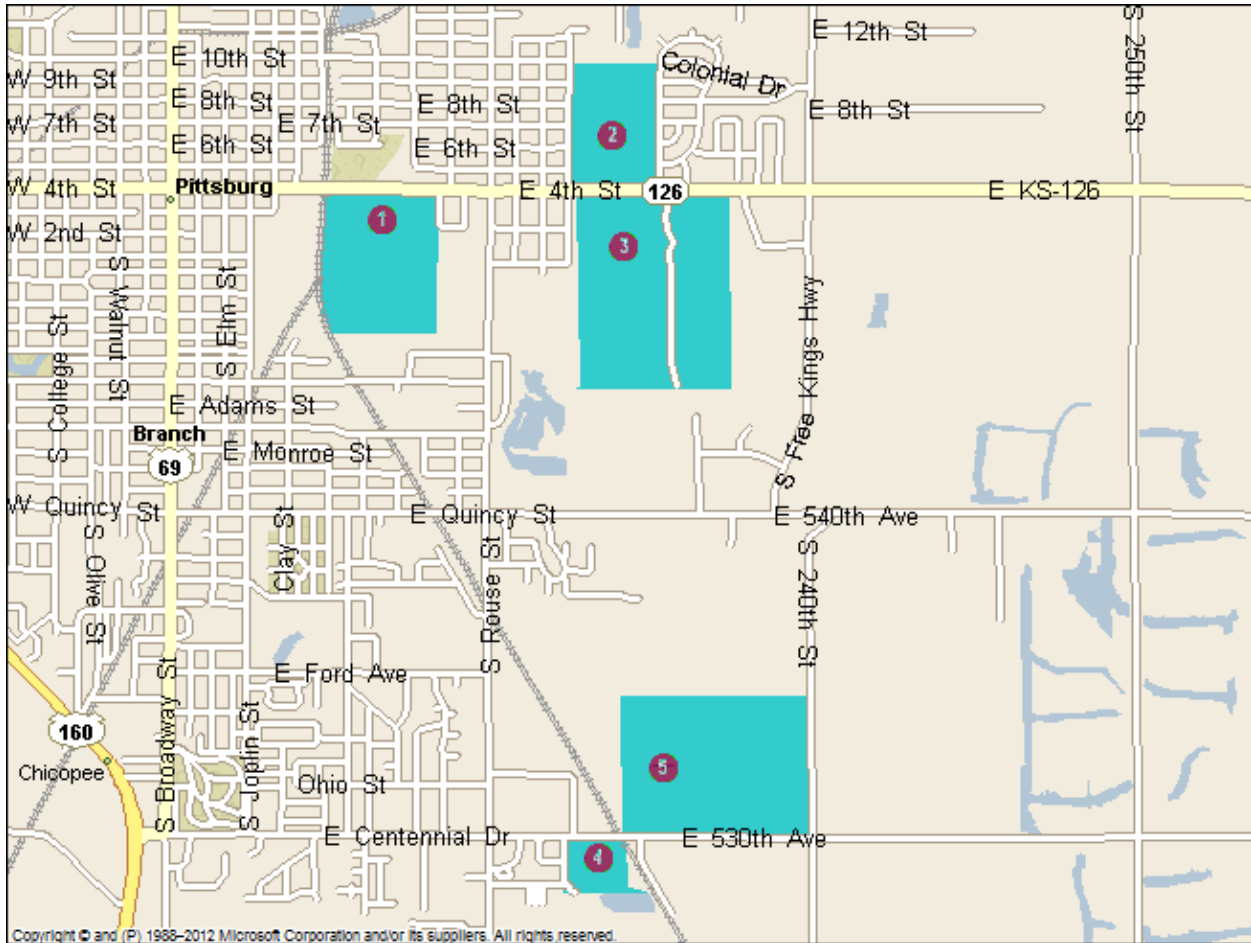 E 12th St
S 250th St
E 10th St
Colonial Dr
W 9th St
E 8th St
E 8th St
E 8th St
W 7th St
E 7th St
2
E 6th St
E 6th St
W 4th St
Pittsburg
E 4th St
126
E KS-126
1
W 2nd St
3
S Walnut St
S Elm St
S College St
S Free Kings Hwy
E Adams St
Branch
E Monroe St
69
W Quincy St
E Quincy St
E 540th Ave
S Olive St
Clay St
S Rouse St
S 240th St
E Ford Ave
160
S Broadway St
S Joplin St
Chicopee
5
Ohio St
E Centennial Dr
E 530th Ave
4
Copyright © and (P) 1988–2012 Microsoft Corporation and/or its suppliers. All rights reserved.